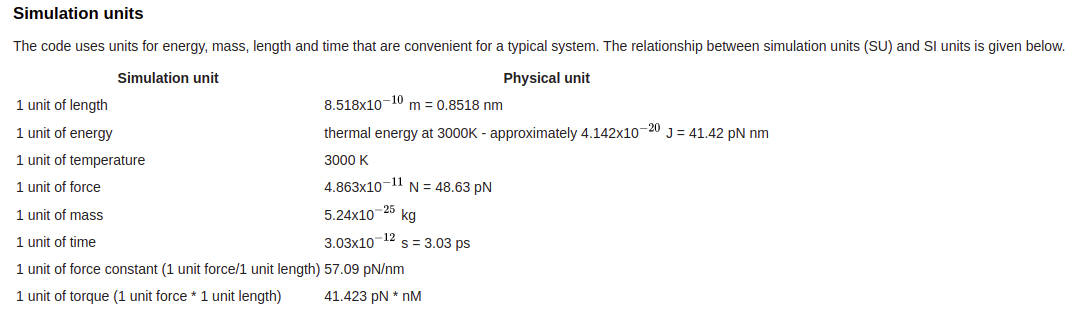 Simulation units
The code uses units for energy, mass, length and time that are convenient for a typical system. The relationship between simulation units (SU) and SI units is given below.
Simulation unit Physical unit
1 unit of length 8.518x10⁻¹⁰ m = 0.8518 nm
1 unit of energy thermal energy at 3000K - approximately 4.142x10⁻²⁰ J = 41.42 pN nm
1 unit of temperature 3000 K
1 unit of force 4.863x10⁻¹¹ N = 48.63 pN
1 unit of mass 5.24x10⁻²⁵ kg
1 unit of time 3.03x10⁻¹² s = 3.03 ps
1 unit of force constant (1 unit force/1 unit length) 57.09 pN/nm
1 unit of torque (1 unit force * 1 unit length) 41.423 pN * nM